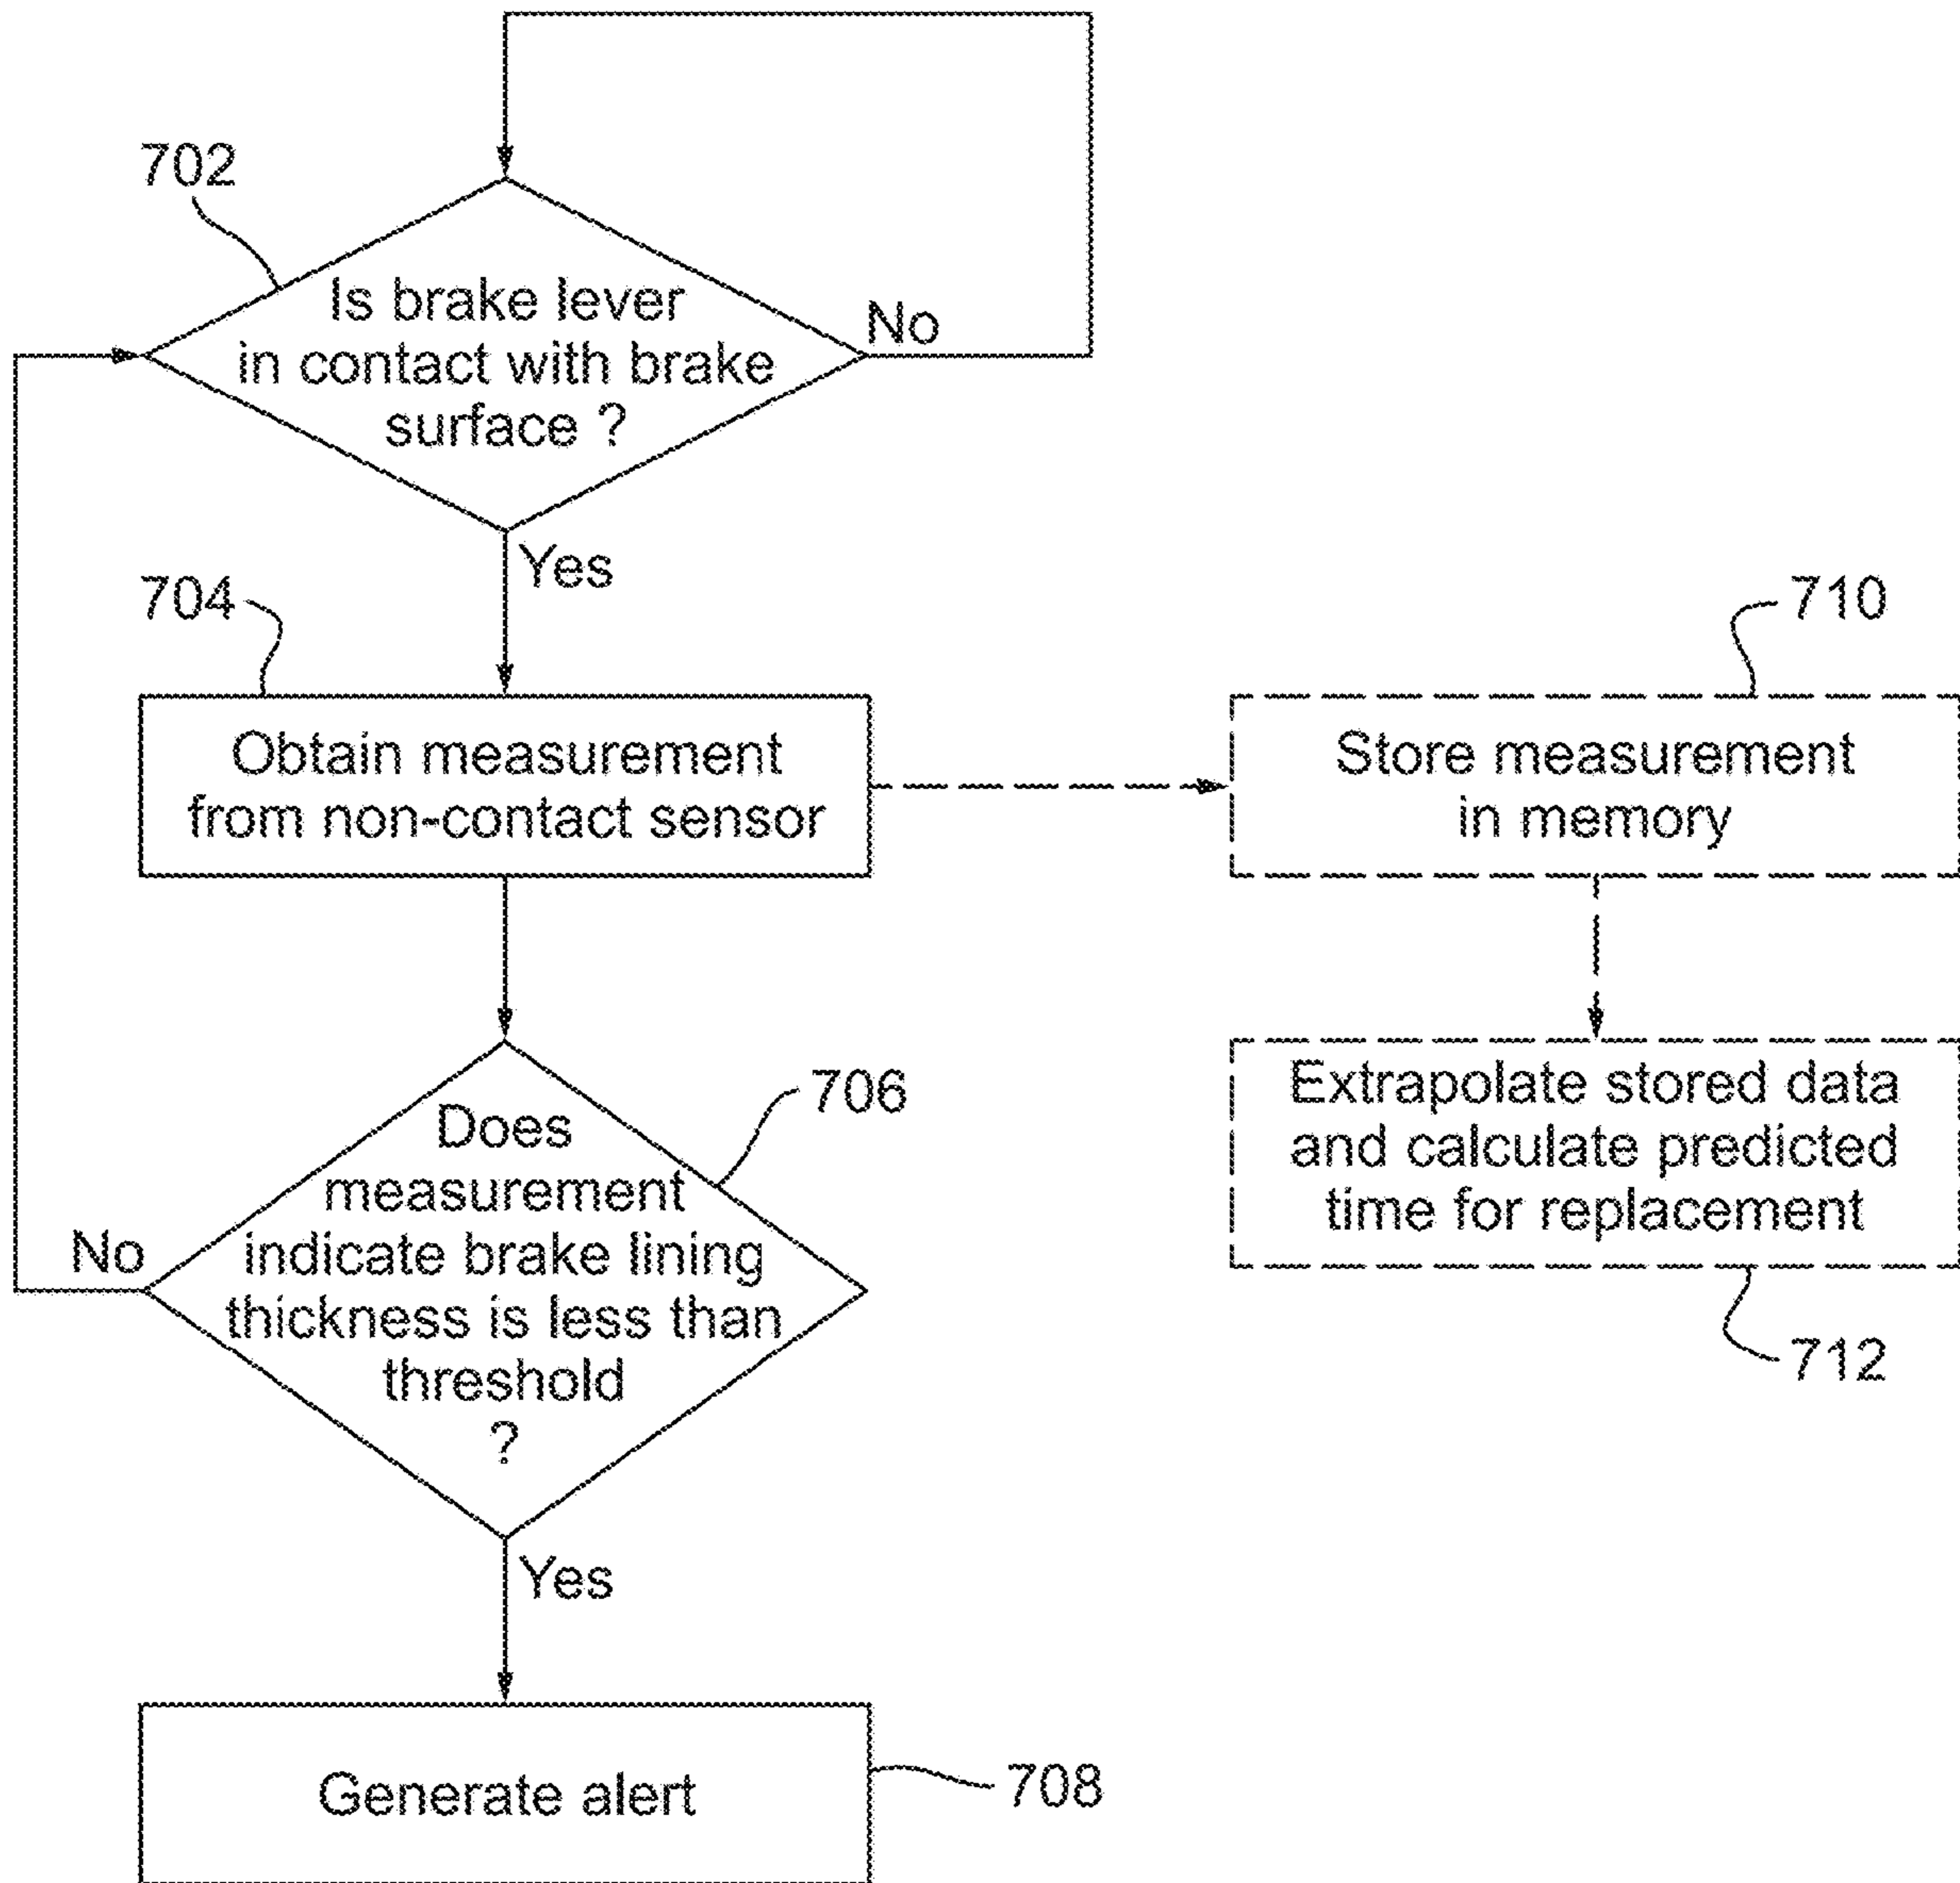 702
Is brake lever
in contact with brake
surface ?
No
Yes
704
Obtain measurement
from non-contact sensor
710
Store measurement
in memory
706
Does
measurement
indicate brake lining
thickness is less than
threshold
?
No
Yes
Extrapolate stored data
and calculate predicted
time for replacement
712
Generate alert
708